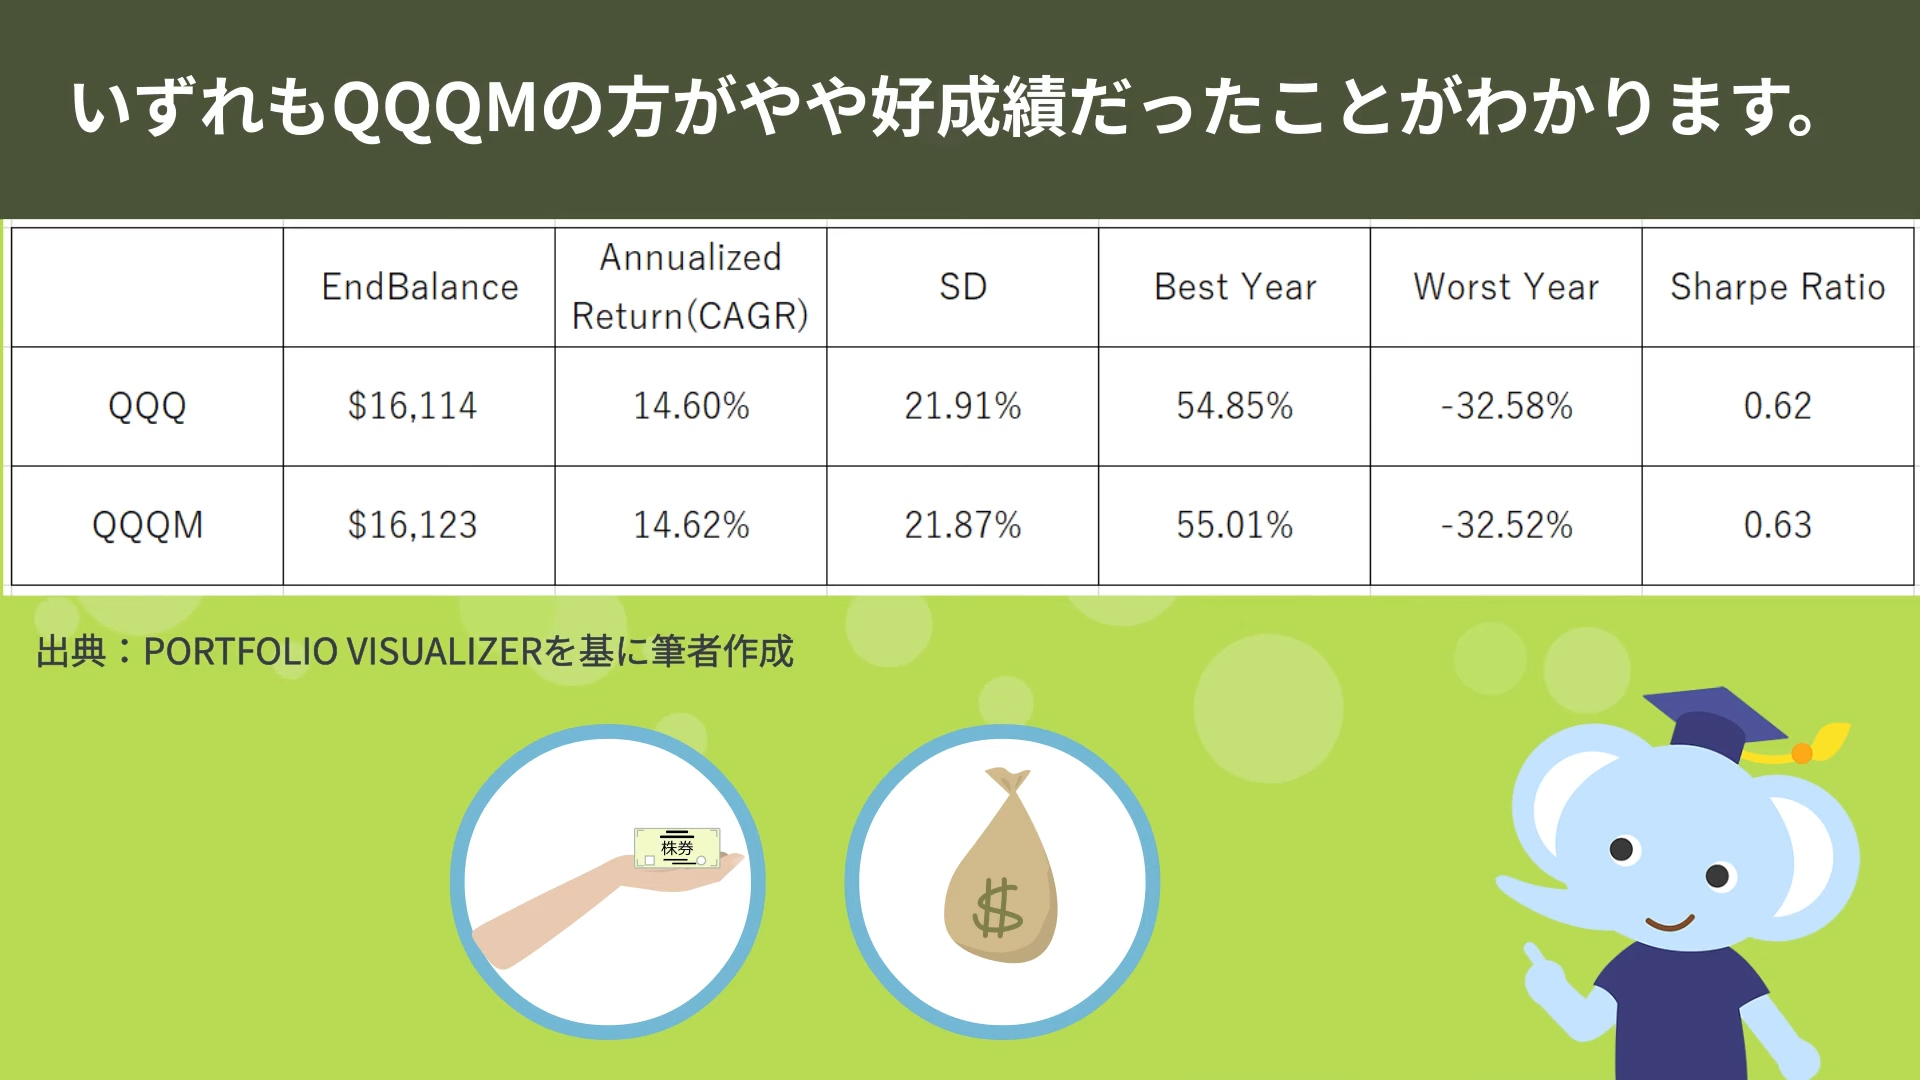 いずれもQQQMの方がやや好成績だったことがわかります。
EndBalance Annualized Return(CAGR) SD Best Year Worst Year Sharpe Ratio
QQQ $16,114 14.60% 21.91% 54.85% -32.58% 0.62
QQQM $16,123 14.62% 21.87% 55.01% -32.52% 0.63
出典：PORTFOLIO VISUALIZERを基に筆者作成
株券
$